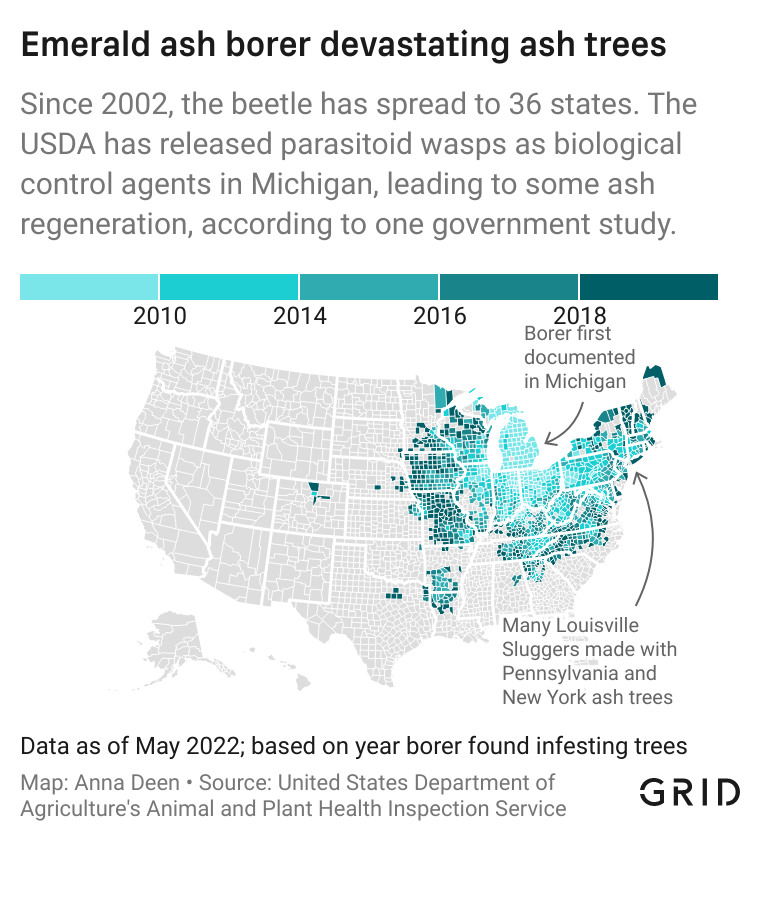 Emerald ash borer devastating ash trees
Since 2002, the beetle has spread to 36 states. The
USDA has released parasitoid wasps as biological
control agents in Michigan, leading to some ash
regeneration, according to one government study.
2010 2014 2016 2018
Borer first
documented
in Michigan
Many Louisville
Sluggers made with
Pennsylvania and
New York ash trees
Data as of May 2022; based on year borer found infesting trees
Map: Anna Deen • Source: United States Department of
Agriculture's Animal and Plant Health Inspection Service
GRID